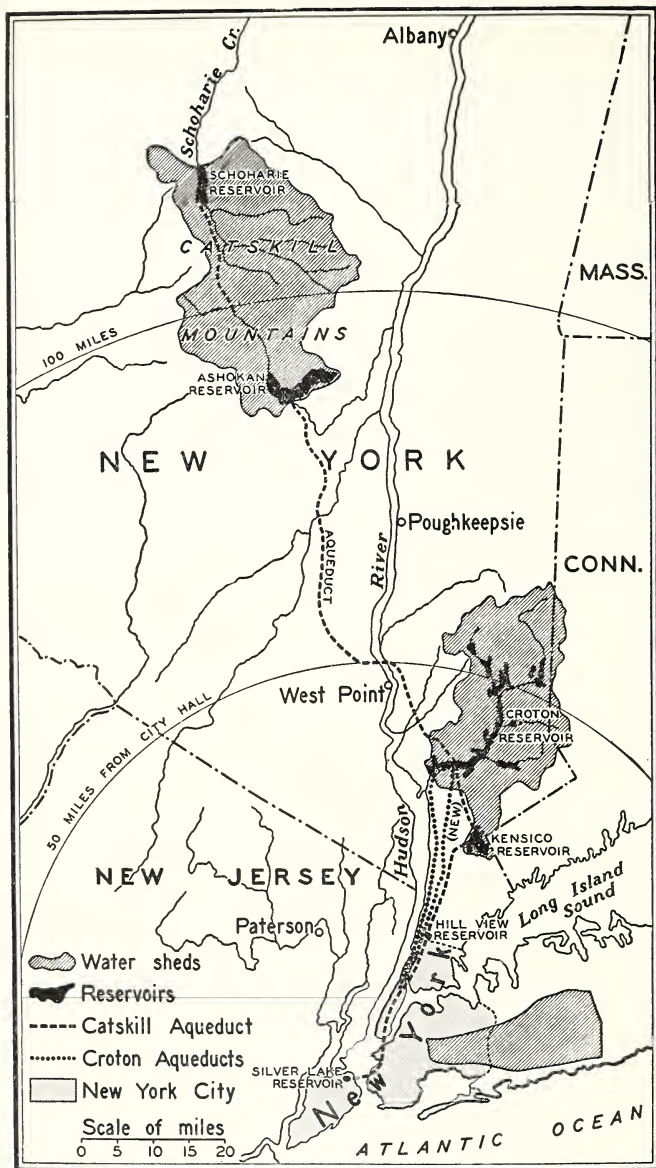 Albany
Schoharie Cr.
SCHOHARIE
RESERVOIR
CATSKILL
MASS.
100 MILES
MOUNTAINS
ASHOKAN
RESERVOIR
NEW YORK
AQUEDUCT
River
Poughkeepsie
CONN.
West Point
CROTON
RESERVOIR
50 MILES FROM CITY HALL
(NEW)
Hudson
KENSICO
RESERVOIR
NEW JERSEY
Long Island
Sound
Paterson
HILL VIEW
RESERVOIR
Water sheds
Reservoirs
Catskill Aqueduct
Croton Aqueducts
New York City
New York
SILVER LAKE
RESERVOIR
Scale of miles
0 5 10 15 20
ATLANTIC OCEAN